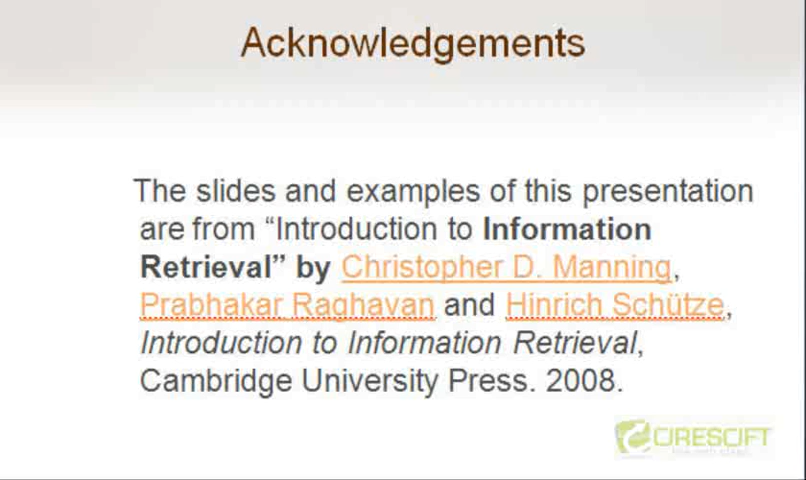 Acknowledgements
The slides and examples of this presentation
are from “Introduction to Information
Retrieval” by Christopher D. Manning,
Prabhakar Raghavan and Hinrich Schütze,
Introduction to Information Retrieval,
Cambridge University Press. 2008.